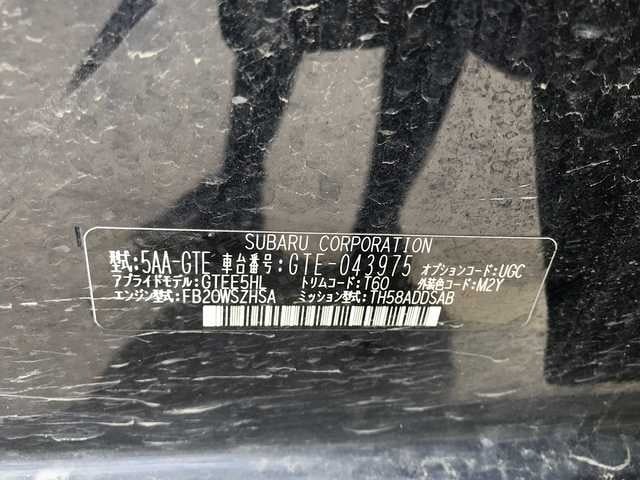 SUBARU CORPORATION
型式:5AA-GTE 車台番号:GTE-043975 オプションコード:UGC
アプライドモデル:GTEE5HL トリムコード:T60 外装色コード:M2Y
エンジン型式:FB20WSZHSA ミッション型式:TH58ADDSAB